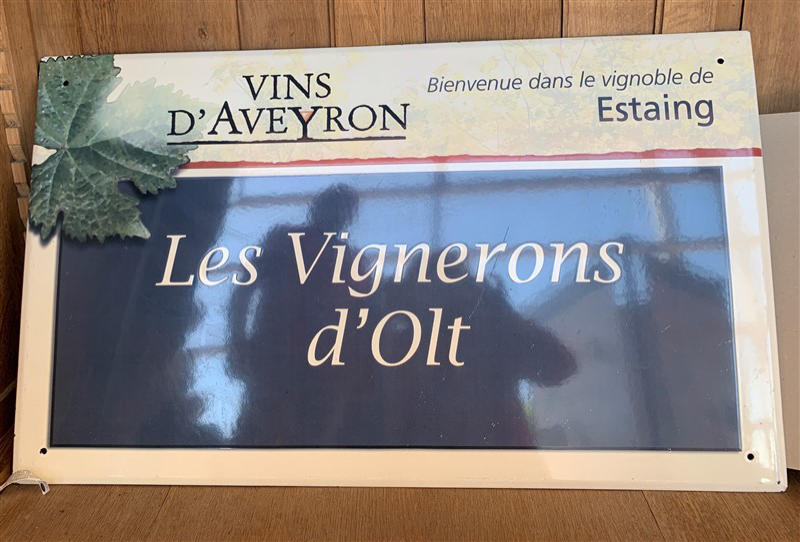 VINS
D'AVEYRON
Bienvenue dans le vignoble de
Estaing
Les Vignerons
d'Olt